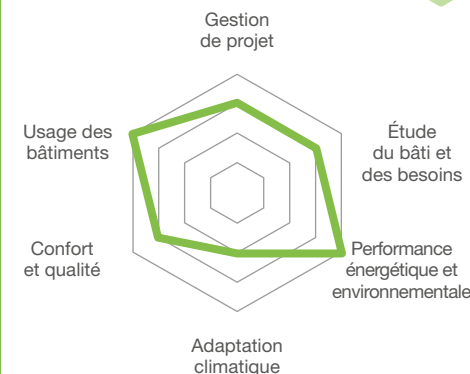 Gestion
de projet
Usage des
bâtiments
Étude
du bâti et
des besoins
Confort
et qualité
Performance
énergétique et
environnementale
Adaptation
climatique